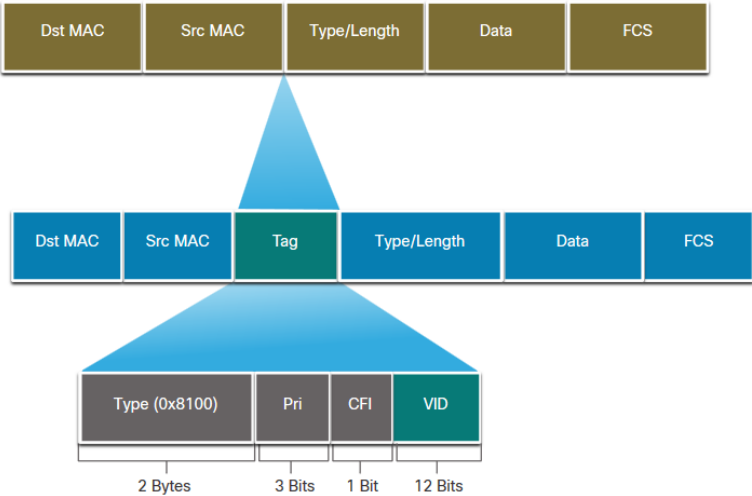 Dst MAC Src MAC Type/Length Data FCS
Dst MAC Src MAC Tag Type/Length Data FCS
Type (0x8100) Pri CFI VID
2 Bytes 3 Bits 1 Bit 12 Bits